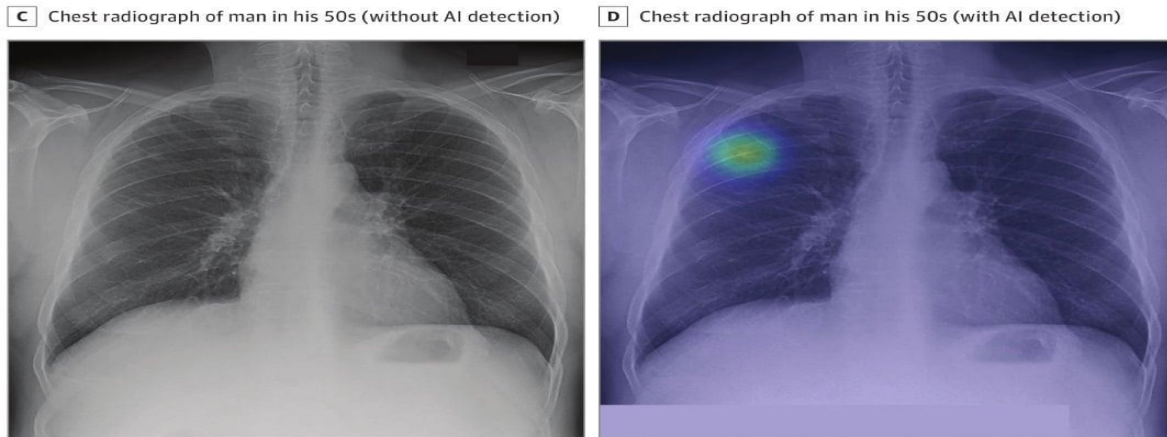 C Chest radiograph of man in his 50s (without AI detection)
D Chest radiograph of man in his 50s (with AI detection)